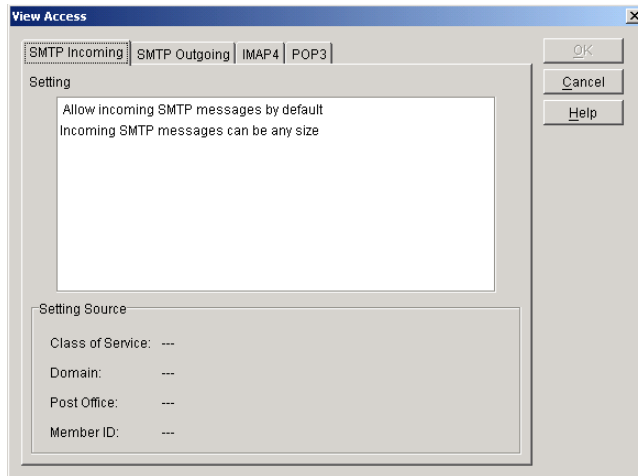 View Access
SMTP Incoming SMTP Outgoing IMAP4 POP3
OK
Setting
Cancel
Allow incoming SMTP messages by default
Help
Incoming SMTP messages can be any size
Setting Source
Class of Service: ---
Domain: ---
Post Office: ---
Member ID: ---